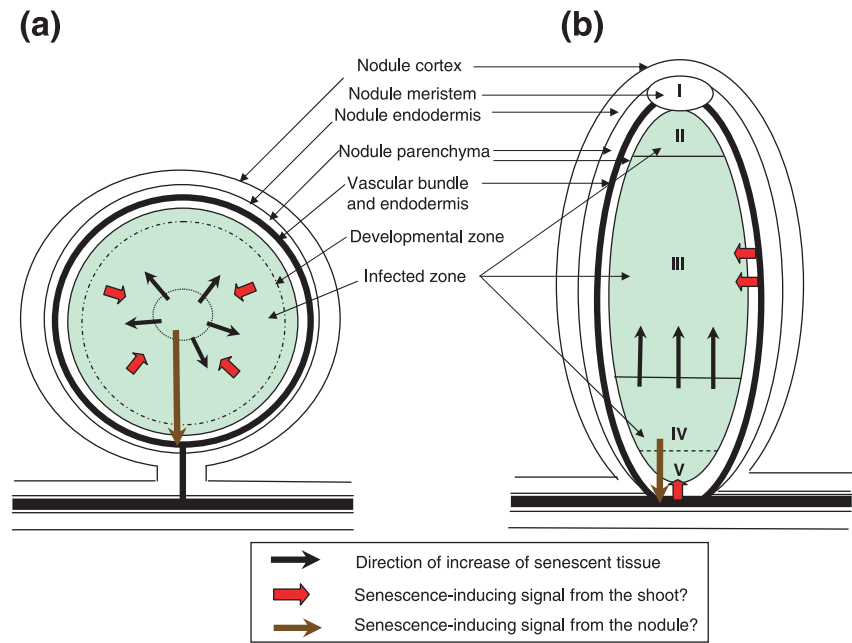 (a)
(b)
Nodule cortex
Nodule meristem
Nodule endodermis
Nodule parenchyma
Vascular bundle
and endodermis
Developmental zone
Infected zone
I
II
III
IV
V
Direction of increase of senescent tissue
Senescence-inducing signal from the shoot?
Senescence-inducing signal from the nodule?